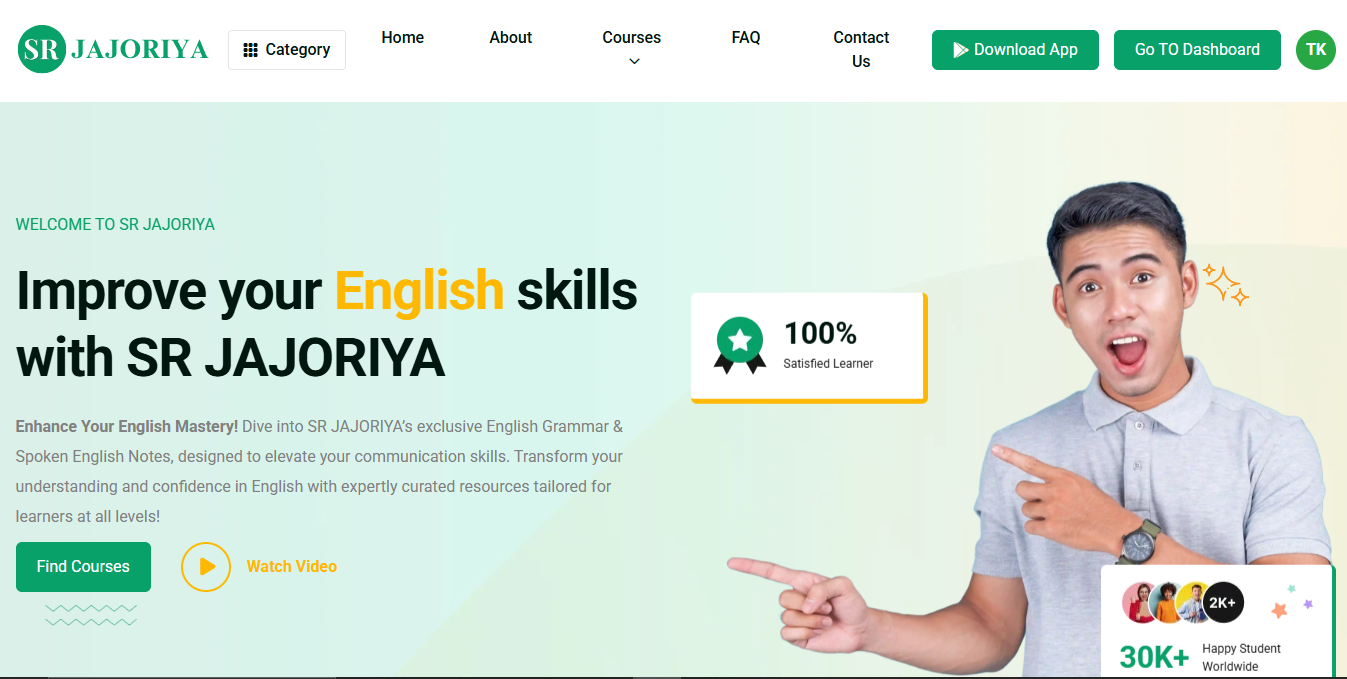 SR JAJORIYA
Category
Home
About
Courses
FAQ
Contact
Us
Download App
Go TO Dashboard
TK
WELCOME TO SR JAJORIYA
Improve your English skills
with SR JAJORIYA
Enhance Your English Mastery! Dive into SR JAJORIYA's exclusive English Grammar &
Spoken English Notes, designed to elevate your communication skills. Transform your
understanding and confidence in English with expertly curated resources tailored for
learners at all levels!
Find Courses
Watch Video
100%
Satisfied Learner
2K+
30K+
Happy Student
Worldwide